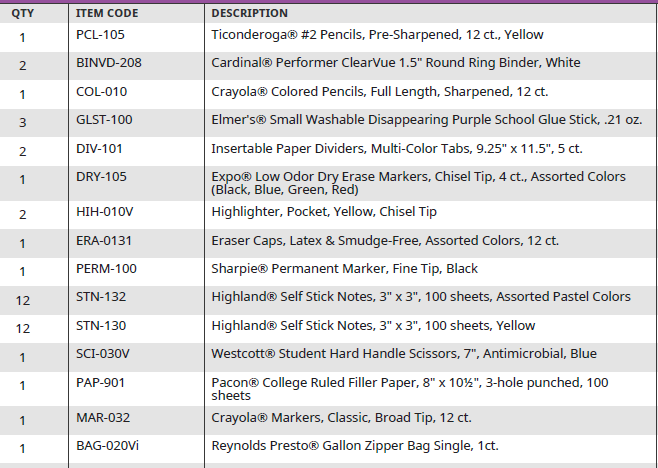 QTY ITEM CODE DESCRIPTION
1 PCL-105 Ticonderoga® #2 Pencils, Pre-Sharpened, 12 ct., Yellow
2 BINVD-208 Cardinal® Performer ClearVue 1.5" Round Ring Binder, White
1 COL-010 Crayola® Colored Pencils, Full Length, Sharpened, 12 ct.
3 GLST-100 Elmer's® Small Washable Disappearing Purple School Glue Stick, .21 oz.
2 DIV-101 Insertable Paper Dividers, Multi-Color Tabs, 9.25" x 11.5", 5 ct.
1 DRY-105 Expo® Low Odor Dry Erase Markers, Chisel Tip, 4 ct., Assorted Colors
(Black, Blue, Green, Red)
2 HIH-010V Highlighter, Pocket, Yellow, Chisel Tip
1 ERA-0131 Eraser Caps, Latex & Smudge-Free, Assorted Colors, 12 ct.
1 PERM-100 Sharpie® Permanent Marker, Fine Tip, Black
12 STN-132 Highland® Self Stick Notes, 3" x 3", 100 sheets, Assorted Pastel Colors
12 STN-130 Highland® Self Stick Notes, 3" x 3", 100 sheets, Yellow
1 SCI-030V Westcott® Student Hard Handle Scissors, 7", Antimicrobial, Blue
1 PAP-901 Pacon® College Ruled Filler Paper, 8" x 10½", 3-hole punched, 100
sheets
1 MAR-032 Crayola® Markers, Classic, Broad Tip, 12 ct.
1 BAG-020Vi Reynolds Presto® Gallon Zipper Bag Single, 1ct.